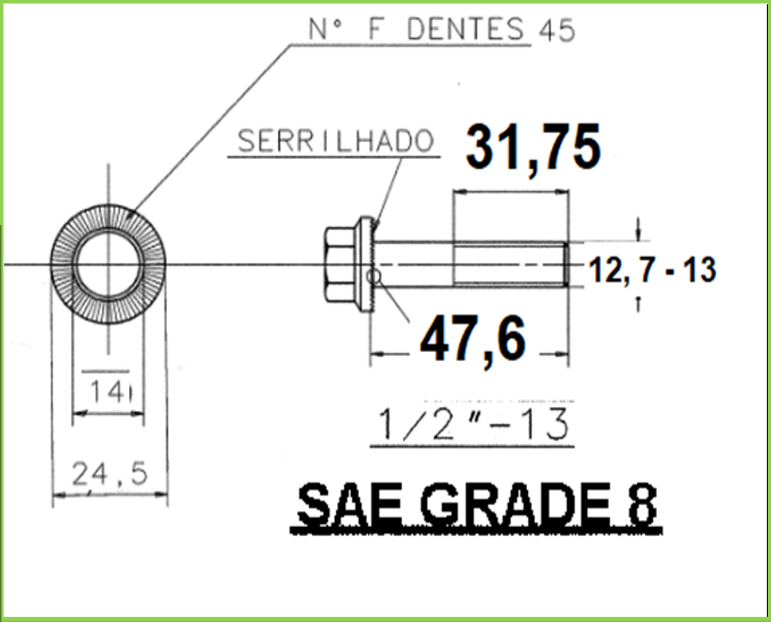 N° F DENTES 45
SERRILHADO
31,75
12, 7 - 13
47,6
14
1/2"-13
24,5
SAE GRADE 8